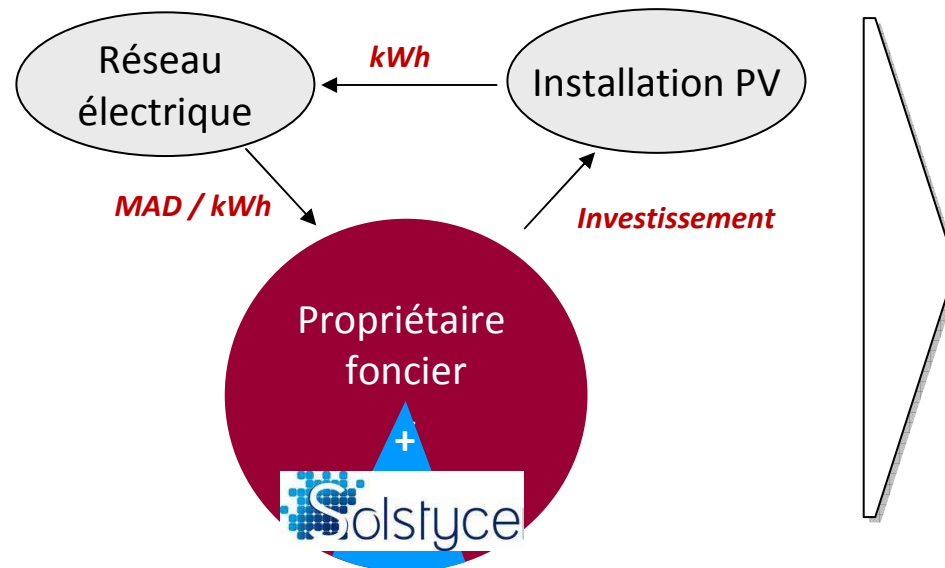 Réseau
électrique
kWh
Installation PV
MAD / kWh
Investissement
Propriétaire
foncier
+
Solstyce